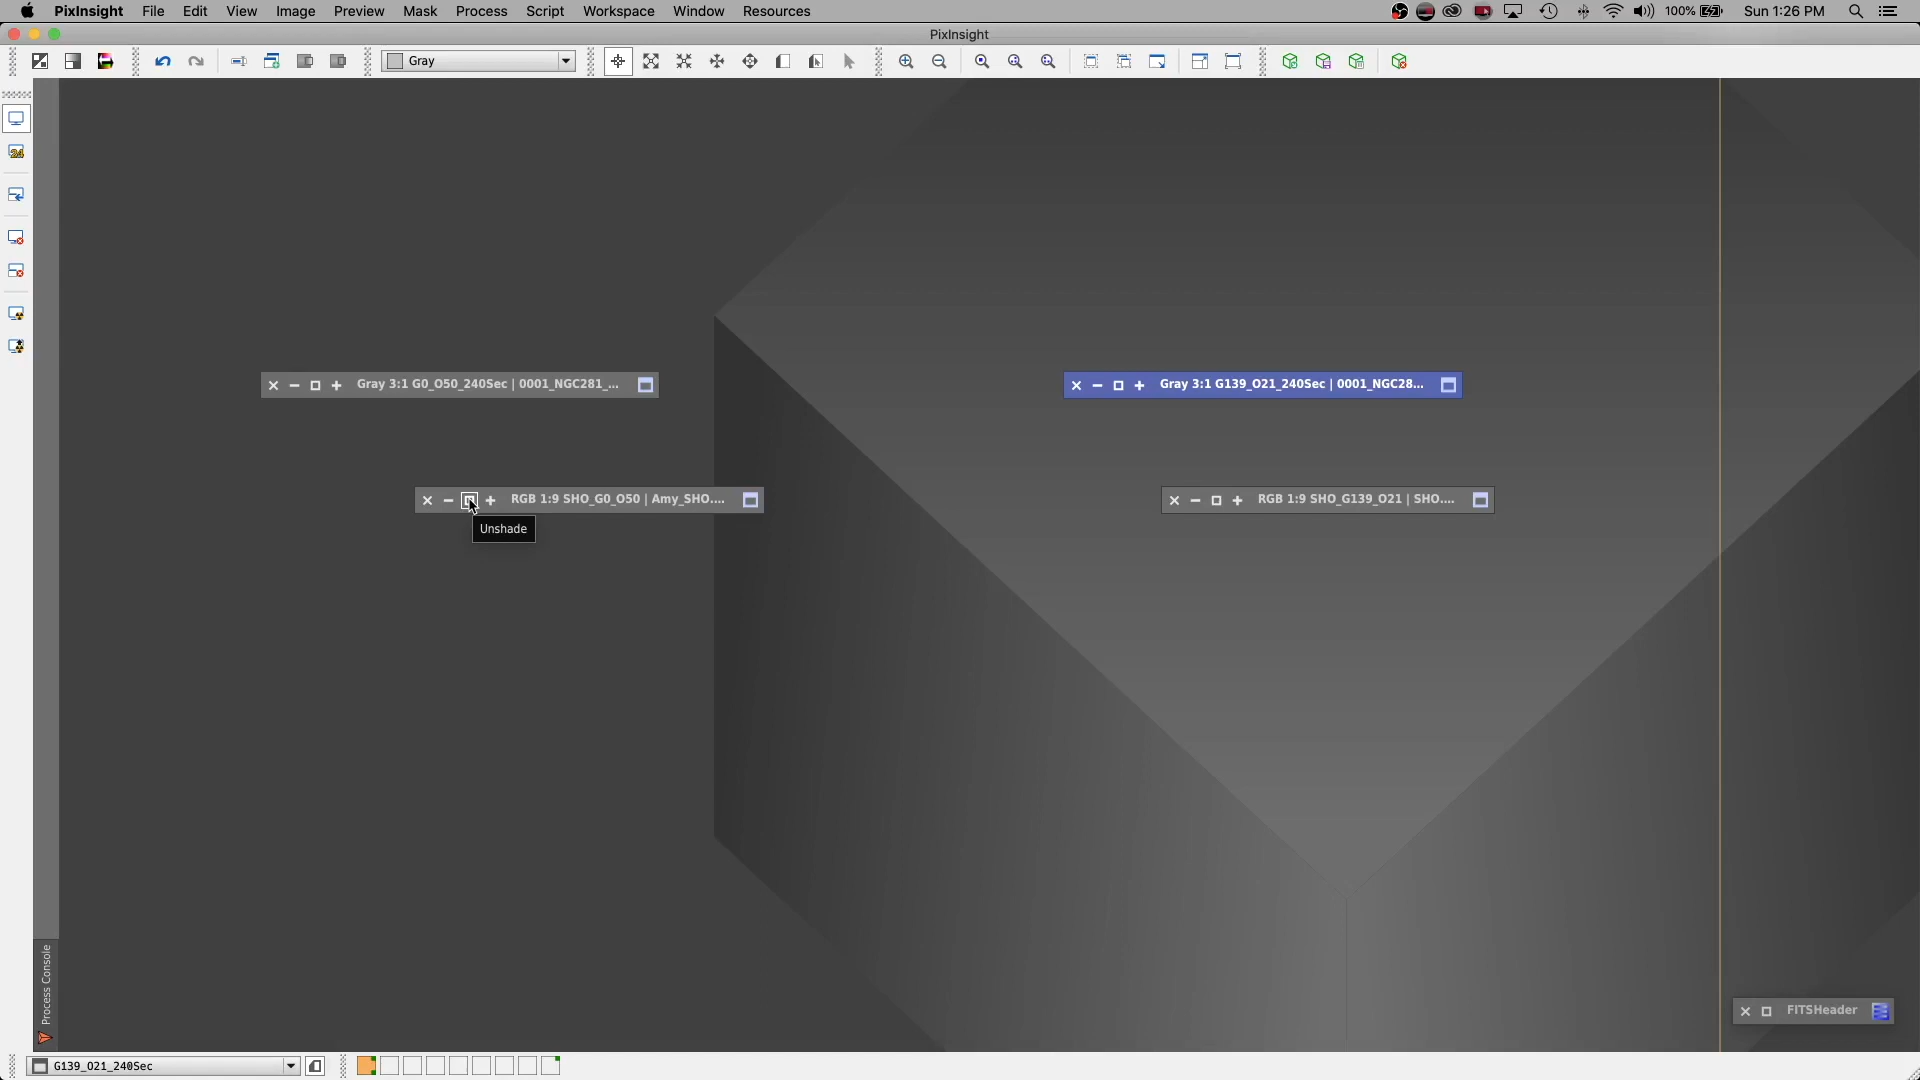 PixInsight File Edit View Image Preview Mask Process Script Workspace Window Resources 100% Sun 1:26 PM
PixInsight
Gray
24
Gray 3:1 G0_O50_240Sec | 0001_NGC281_...
Gray 3:1 G139_O21_240Sec | 0001_NGC28...
RGB 1:9 SHO_G0_O50 | Amy_SHO....
RGB 1:9 SHO_G139_O21 | SHO....
Unshade
Process Console
FITSHeader
G139_O21_240Sec